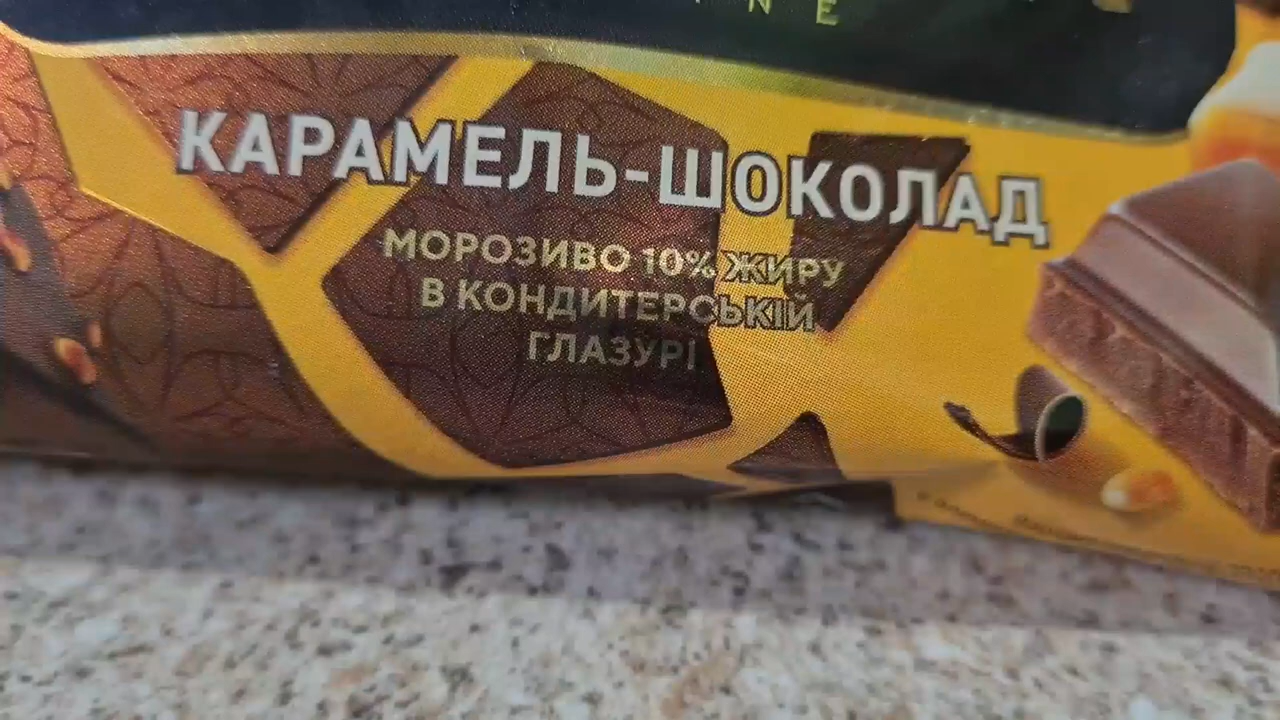 КАРАМЕЛЬ-ШОКОЛАД
МОРОЗИВО 10% ЖИРУ
В КОНДИТЕРСЬКІЙ
ГЛАЗУРІ